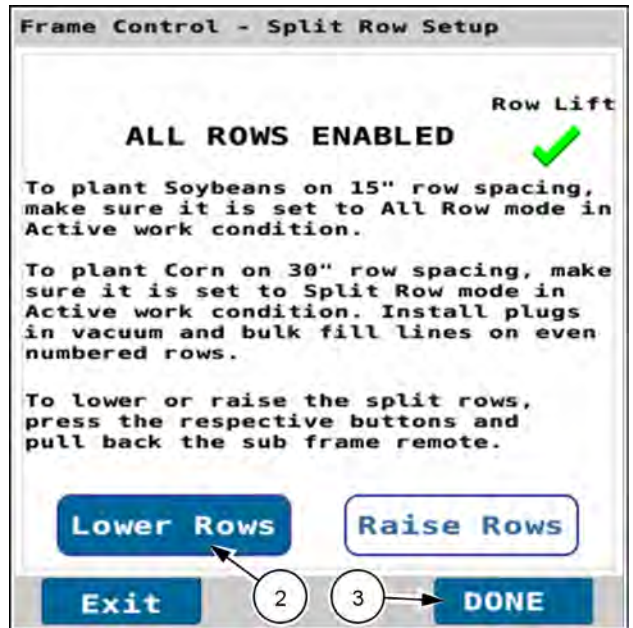 Frame Control - Split Row Setup
Row Lift
ALL ROWS ENABLED
To plant Soybeans on 15" row spacing,
make sure it is set to All Row mode in
Active work condition.
To plant Corn on 30" row spacing, make
sure it is set to Split Row mode in
Active work condition. Install plugs
in vacuum and bulk fill lines on even
numbered rows.
To lower or raise the split rows,
press the respective buttons and
pull back the sub frame remote.
Lower Rows
Raise Rows
Exit
2
3
DONE